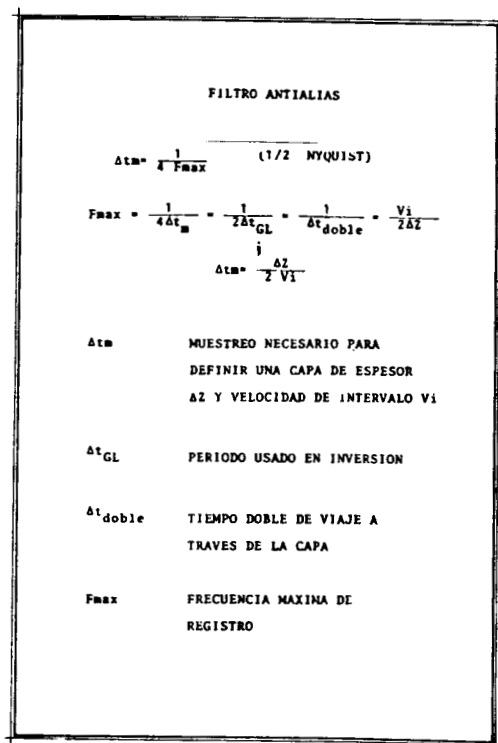 FILTRO ANTIALIAS
Δtm= 1/(4 Fmax) (1/2 NYQUIST)
Fmax = 1/(4Δt_m) = 1/(2Δt_GL) = 1/(Δt_doble) = Vi/(2ΔZ)
;
Δtm= ΔZ/(2 Vi)
Δtm MUESTREO NECESARIO PARA
DEFINIR UNA CAPA DE ESPESOR
ΔZ Y VELOCIDAD DE INTERVALO Vi
Δt_GL PERIODO USADO EN INVERSION
Δt_doble TIEMPO DOBLE DE VIAJE A
TRAVES DE LA CAPA
Fmax FRECUENCIA MAXIMA DE
REGISTRO